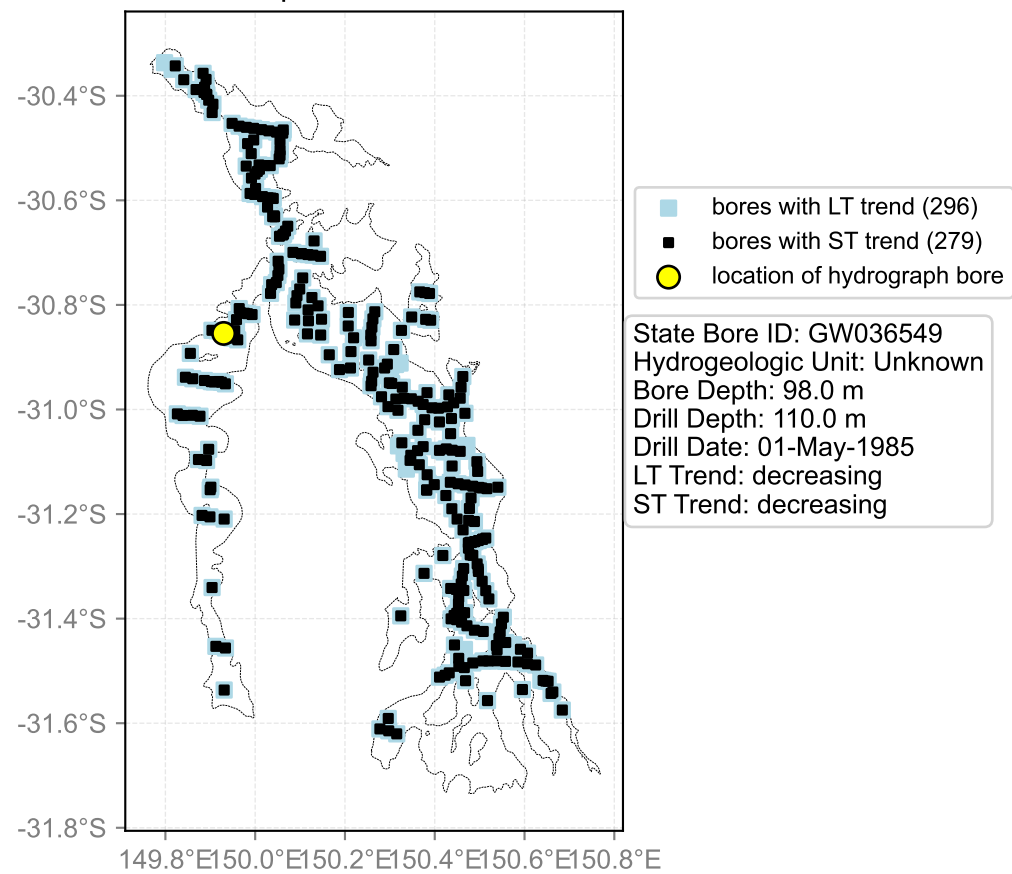 -30.4°S
-30.6°S
-30.8°S
-31.0°S
-31.2°S
-31.4°S
-31.6°S
-31.8°S
149.8°E150.0°E150.2°E150.4°E150.6°E150.8°E
bores with LT trend (296)
bores with ST trend (279)
location of hydrograph bore
State Bore ID: GW036549
Hydrogeologic Unit: Unknown
Bore Depth: 98.0 m
Drill Depth: 110.0 m
Drill Date: 01-May-1985
LT Trend: decreasing
ST Trend: decreasing